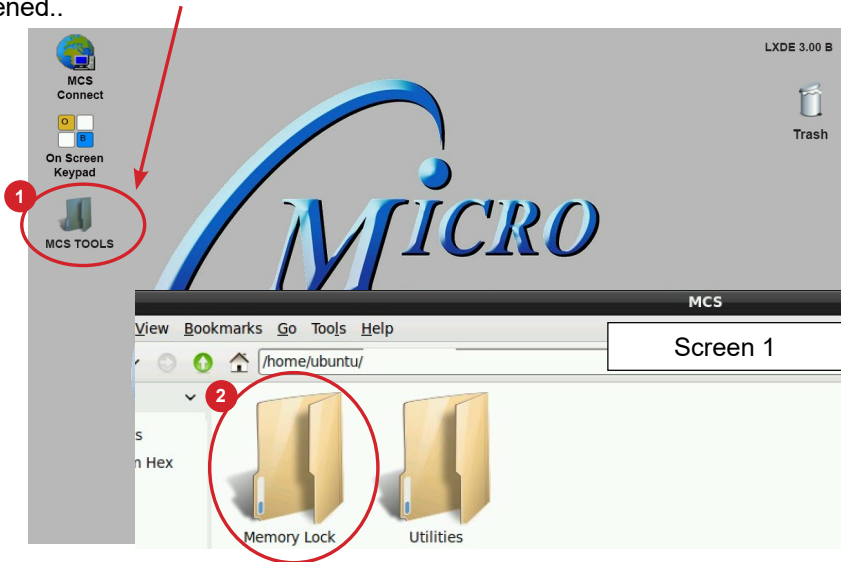 ened..
LXDE 3.00 B
MCS
Connect
Trash
O
B
On Screen
Keypad
1
MCS TOOLS
MICRO
MCS
View Bookmarks Go Tools Help
Screen 1
/home/ubuntu/
2
s
n Hex
Memory Lock
Utilities